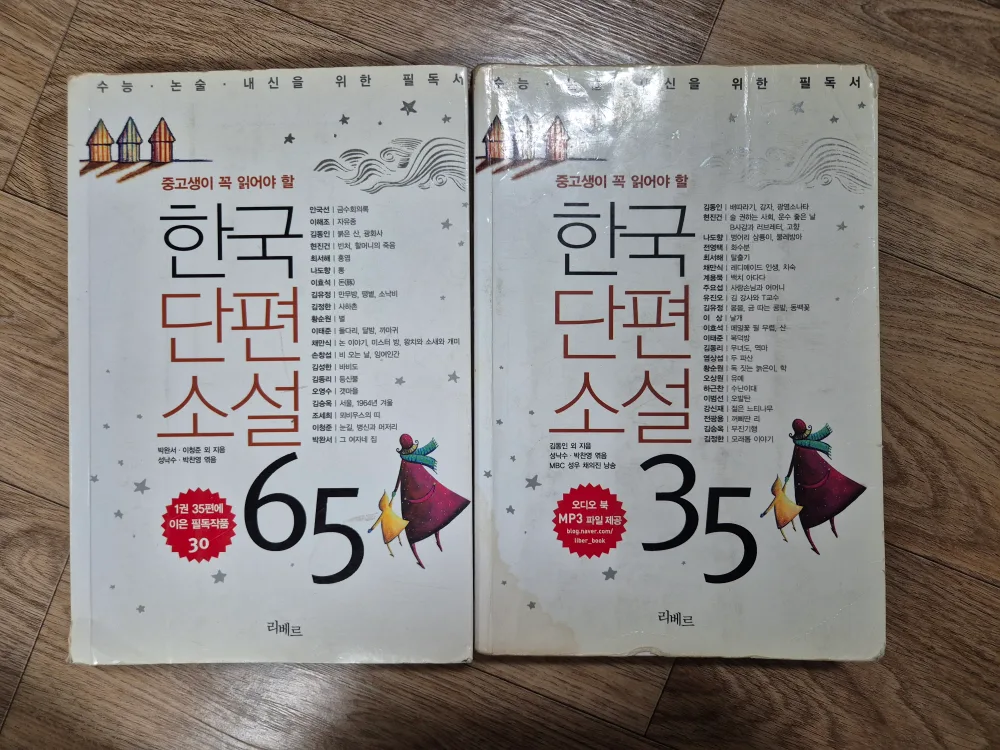 수능·논술·내신을 위한 필독서
중고생이 꼭 읽어야 할
한국
단편
소설
65
안국선 | 금수회의록
이해조 | 자유종
김동인 | 붉은 산, 광화사
현진건 | 빈처, 할머니의 죽음
최서해 | 홍염
나도향 | 뽕
이효석 | 돈(豚)
김유정 | 만무방, 땡볕, 소낙비
김정한 | 사하촌
황순원 | 별
이태준 | 돌다리, 달밤, 까마귀
채만식 | 논 이야기, 미스터 방, 왕치와 소새와 개미
손창섭 | 비 오는 날, 잉여인간
김성한 | 바비도
김동리 | 등신불
오영수 | 갯마을
김승옥 | 서울, 1964년 겨울
조세희 | 뫼비우스의 띠
이청준 | 눈길, 병신과 머저리
박완서 | 그 여자네 집
박완서·이청준 외 지음
성낙수·박찬영 엮음
1권 35편에
이은 필독작품
30
리베르
수능·논술·내신을 위한 필독서
중고생이 꼭 읽어야 할
한국
단편
소설
35
김동인 | 배따라기, 감자, 광염소나타
현진건 | 술 권하는 사회, 운수 좋은 날
B사감과 러브레터, 고향
나도향 | 벙어리 삼룡이, 물레방아
전영택 | 화수분
최서해 | 탈출기
채만식 | 레디메이드 인생, 치숙
계용묵 | 백치 아다다
주요섭 | 사랑손님과 어머니
유진오 | 김 강사와 T교수
김유정 | 봄봄, 금 따는 콩밭, 동백꽃
이 상 | 날개
이효석 | 메밀꽃 필 무렵, 산
이태준 | 복덕방
김동리 | 무녀도, 역마
염상섭 | 두 파산
황순원 | 독 짓는 늙은이, 학
오상원 | 유예
하근찬 | 수난이대
이범선 | 오발탄
강신재 | 젊은 느티나무
전광용 | 꺼삐딴 리
김승옥 | 무진기행
김정한 | 모래톱 이야기
김동인 외 지음
성낙수·박찬영 엮음
MBC 성우 채의진 낭송
오디오 북
MP3 파일 제공
blog.naver.com/
liber_book
리베르